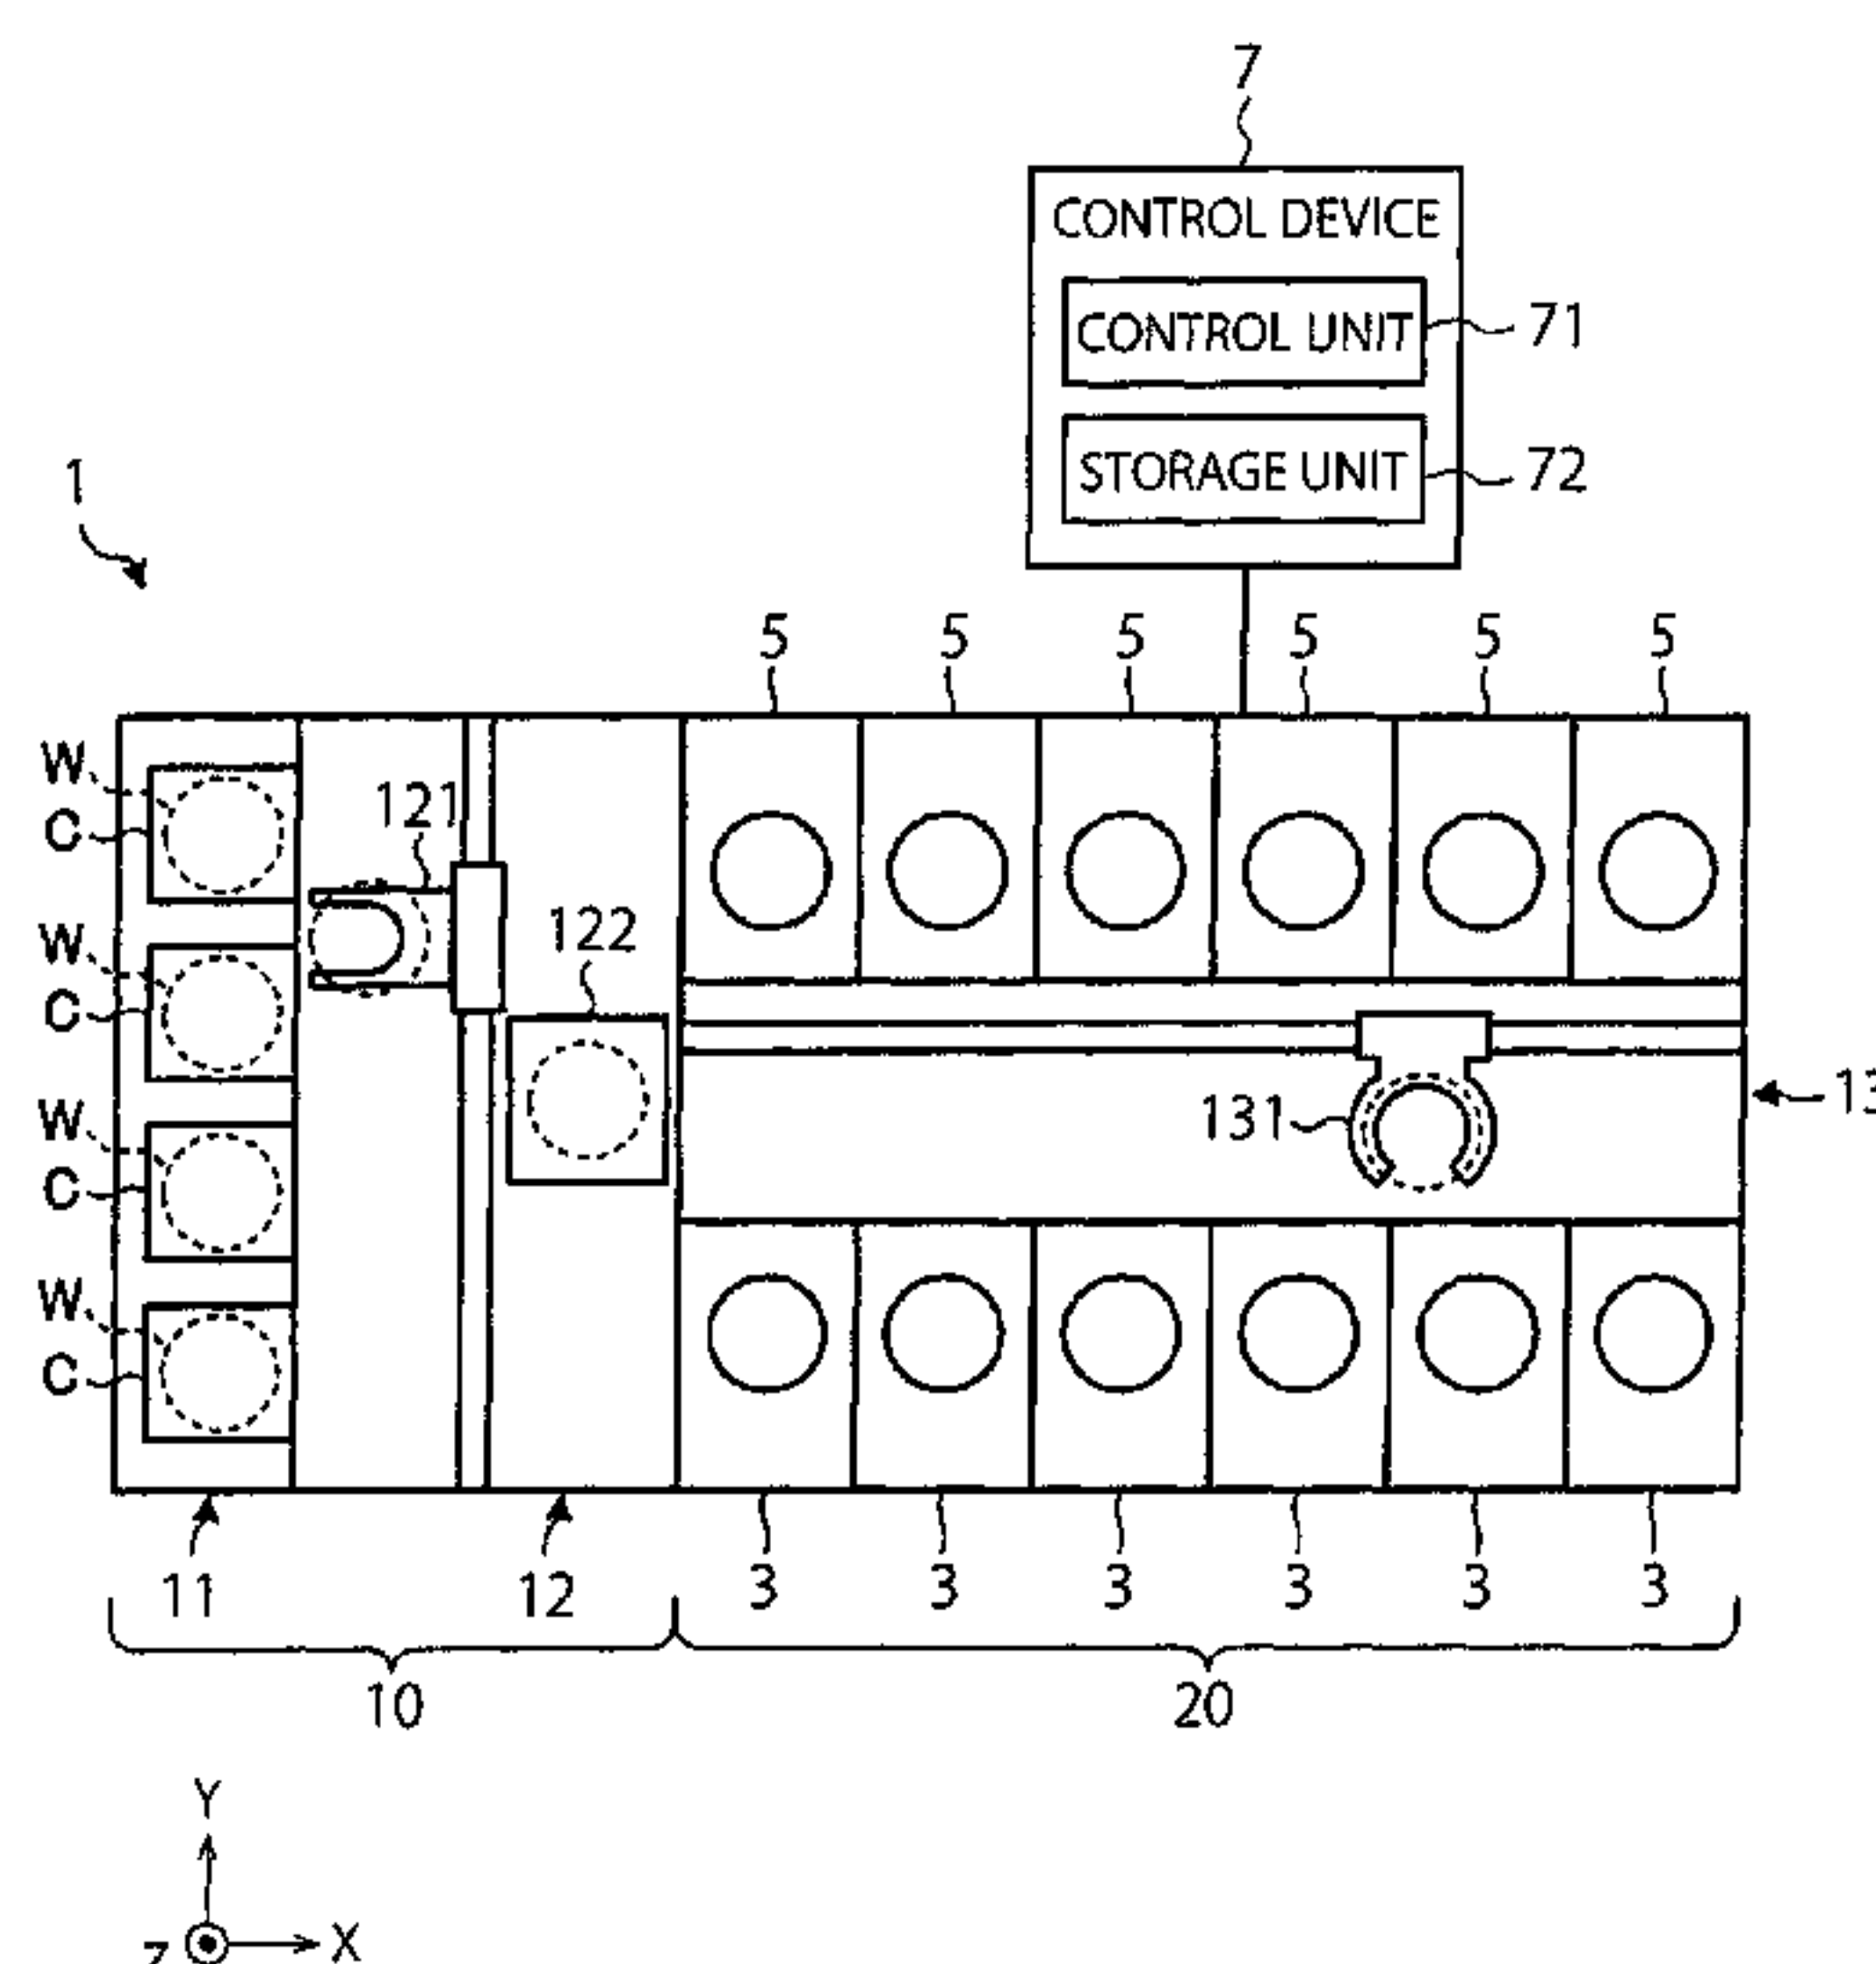 7
CONTROL DEVICE
CONTROL UNIT 71
STORAGE UNIT 72
1
5 5 5 5 5 5
W
C
121
W
C
122
W
C
131
13
W
C
11 12 3 3 3 3 3 3
10 20
Y
Z X